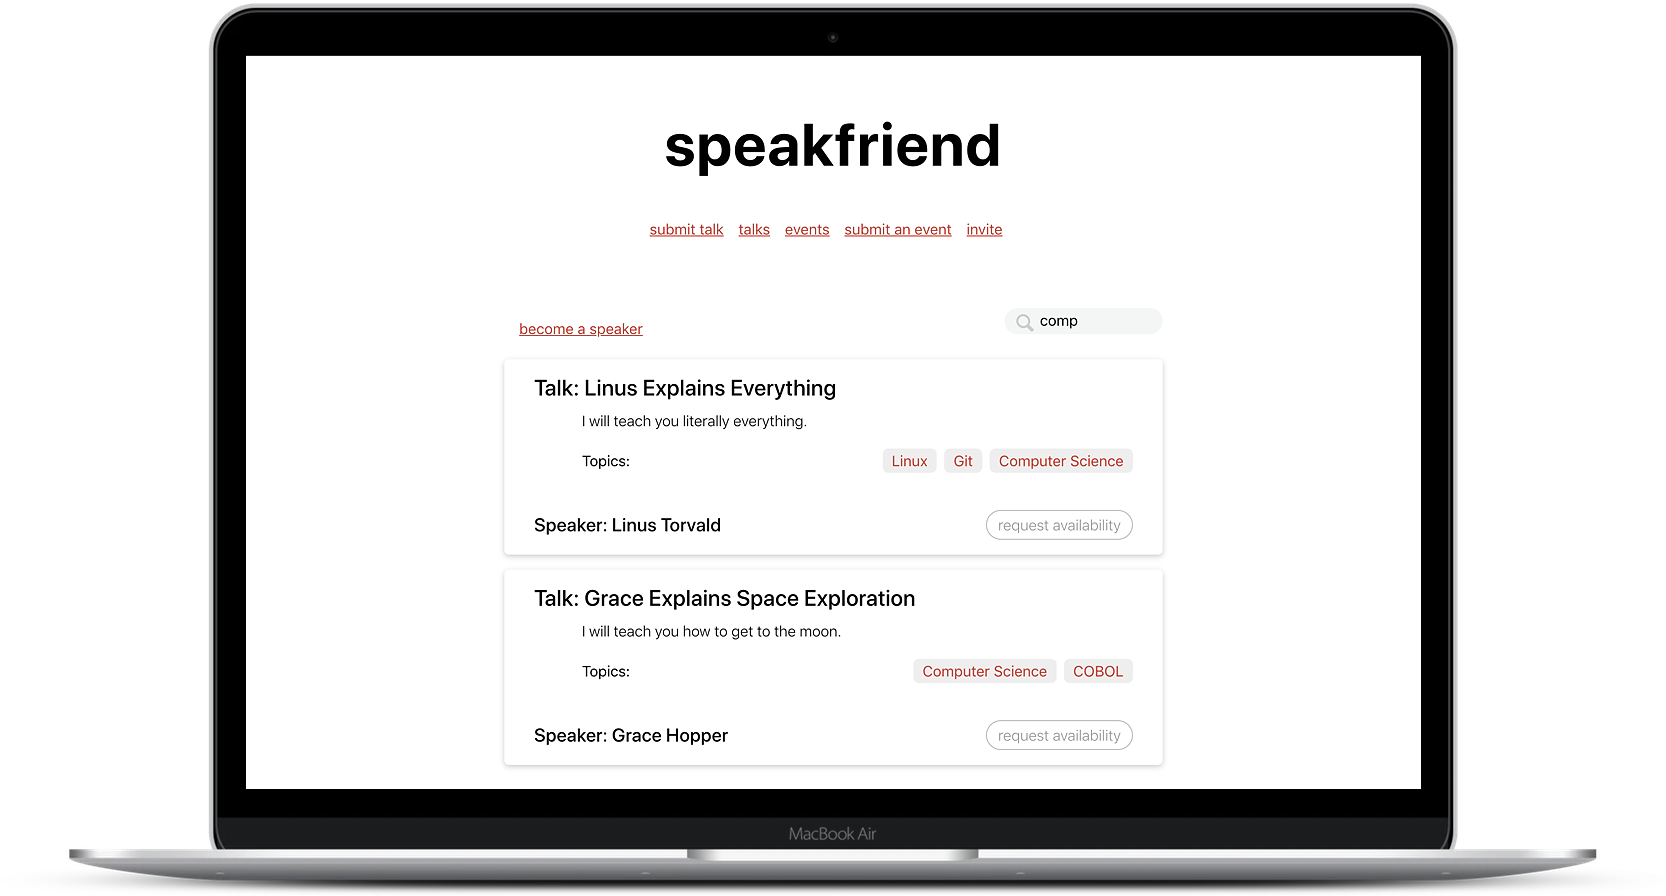 speakfriend
submit talk talks events submit an event invite
become a speaker
comp
Talk: Linus Explains Everything
I will teach you literally everything.
Topics: Linux Git Computer Science
Speaker: Linus Torvald request availability
Talk: Grace Explains Space Exploration
I will teach you how to get to the moon.
Topics: Computer Science COBOL
Speaker: Grace Hopper request availability
MacBook Air